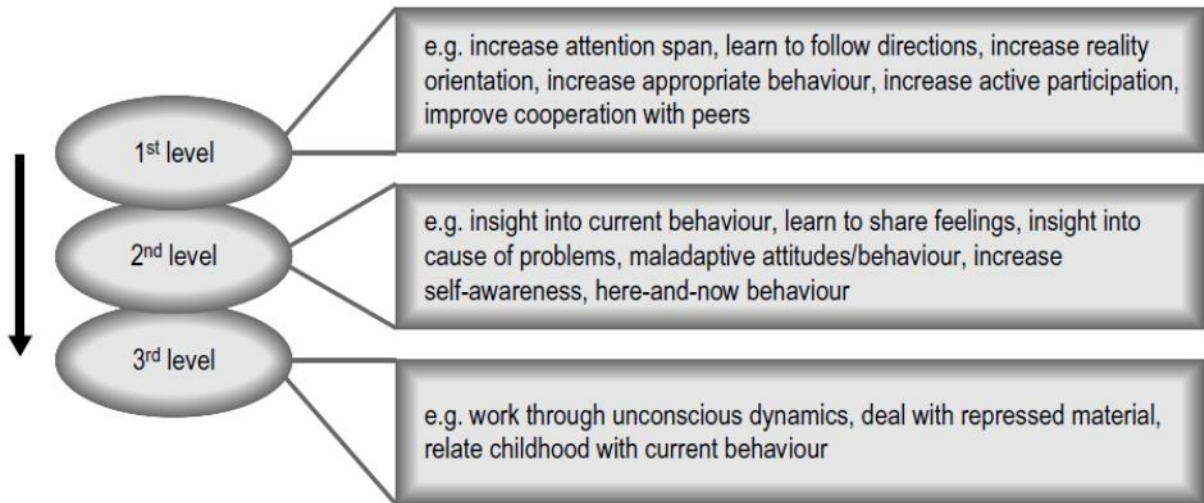 e.g. increase attention span, learn to follow directions, increase reality
orientation, increase appropriate behaviour, increase active participation,
improve cooperation with peers
1st level
e.g. insight into current behaviour, learn to share feelings, insight into
cause of problems, maladaptive attitudes/behaviour, increase
self-awareness, here-and-now behaviour
2nd level
3rd level
e.g. work through unconscious dynamics, deal with repressed material,
relate childhood with current behaviour